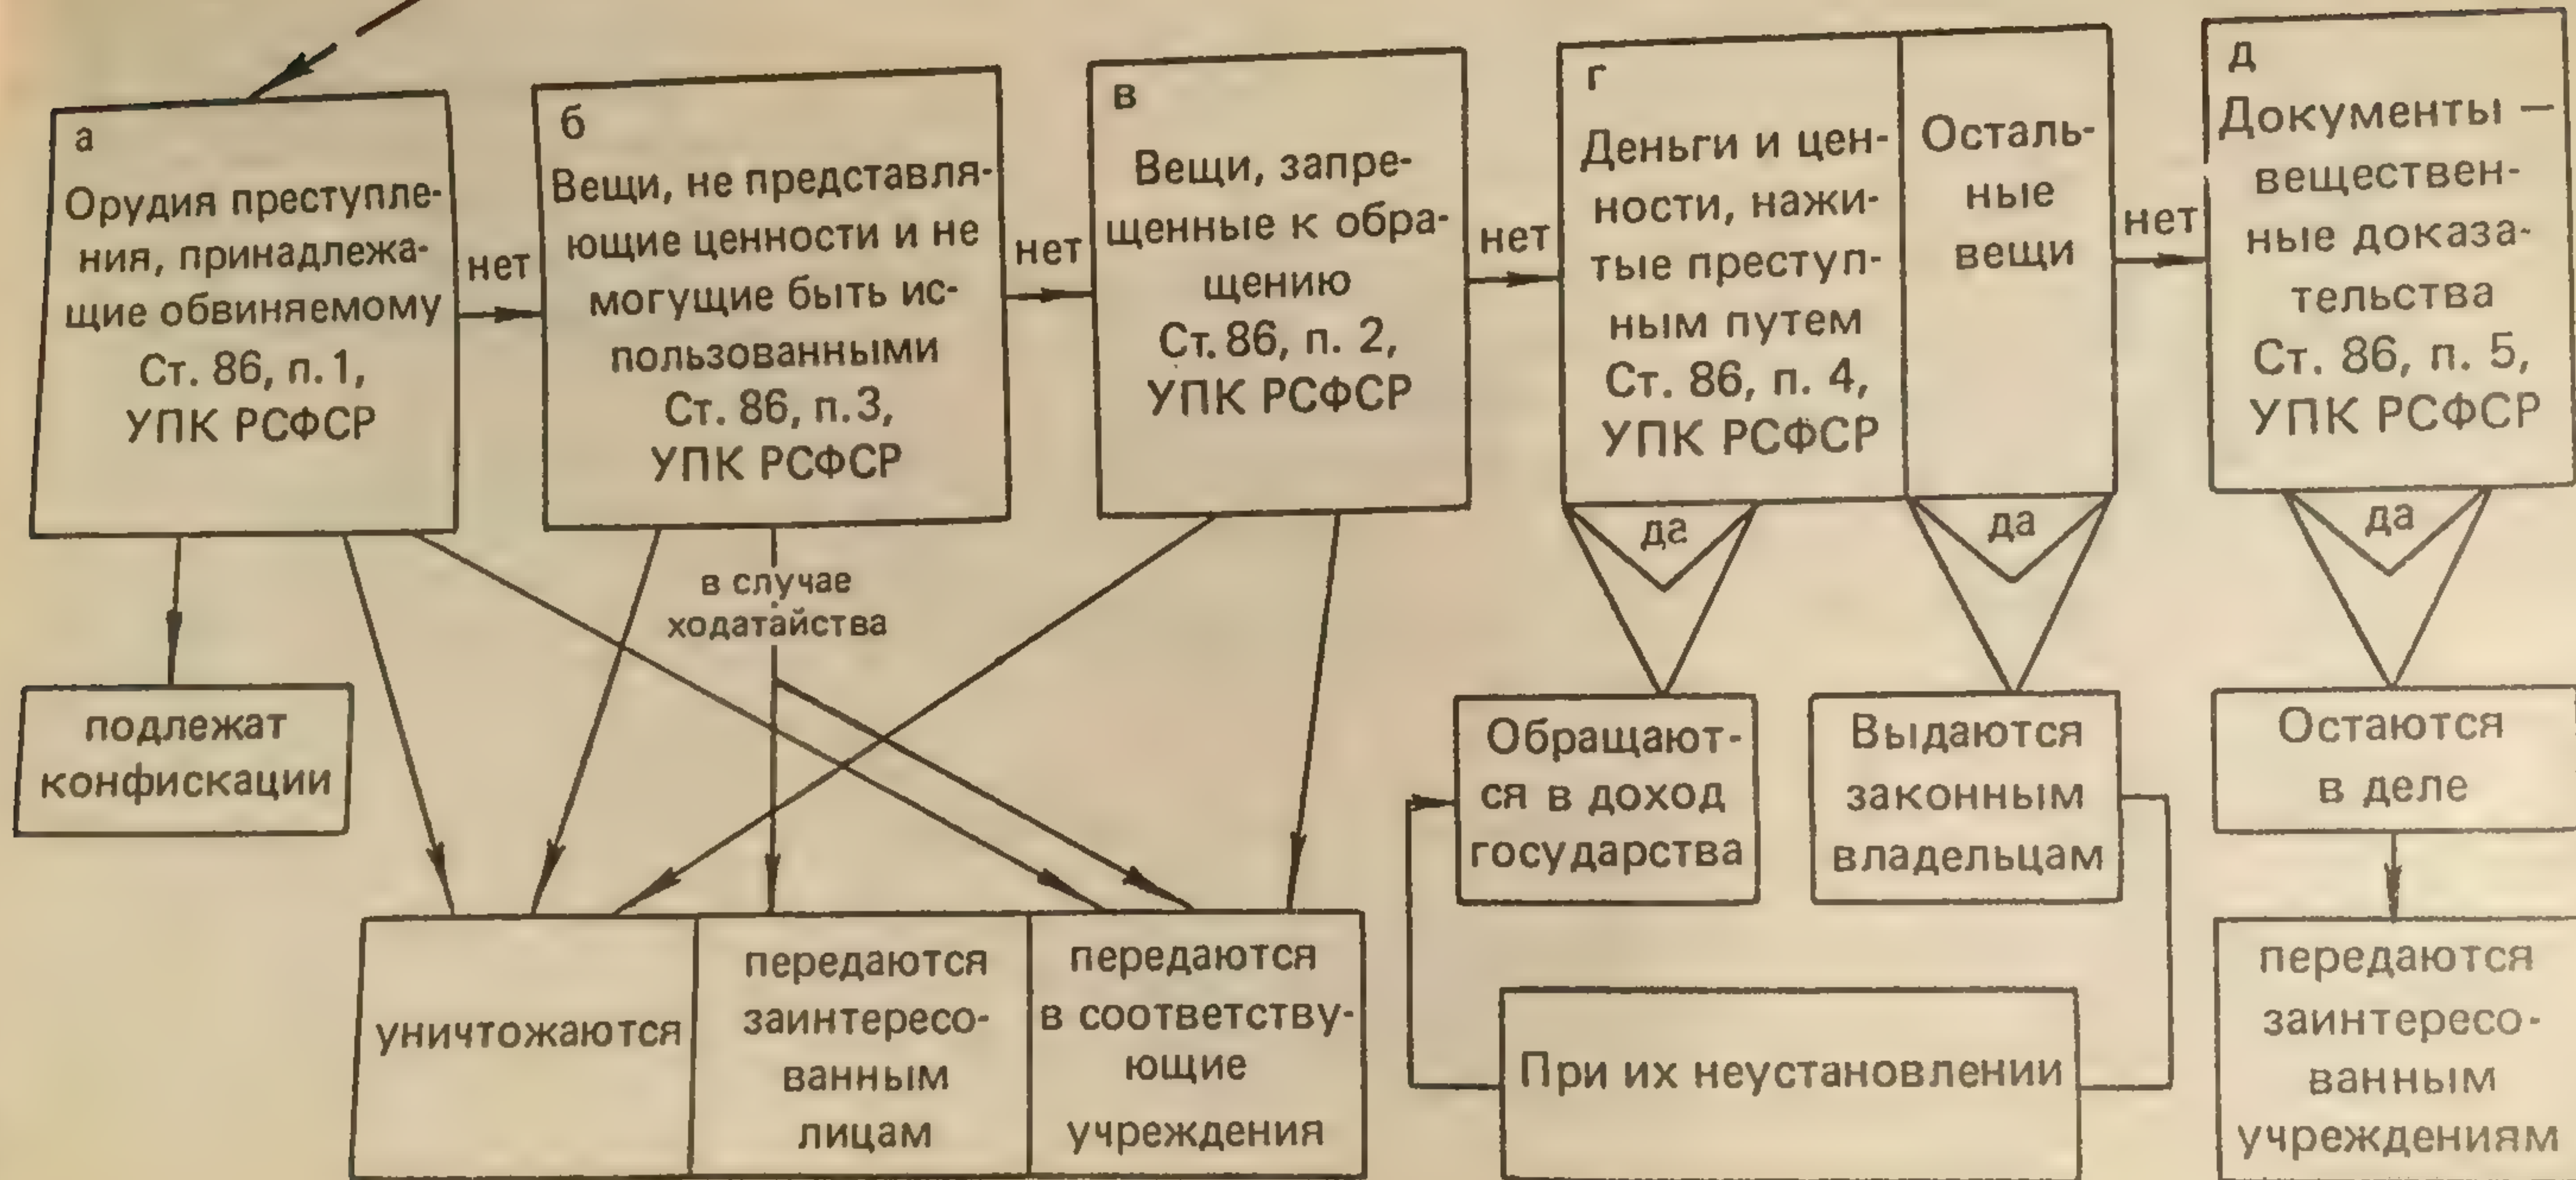 а
Орудия преступле-
ния, принадлежа-
щие обвиняемому
Ст. 86, п. 1,
УПК РСФСР
нет
б
Вещи, не представля-
ющие ценности и не
могущие быть ис-
пользованными
Ст. 86, п. 3,
УПК РСФСР
нет
в
Вещи, запре-
щенные к обра-
щению
Ст. 86, п. 2,
УПК РСФСР
нет
г
Деньги и цен-
ности, нажи-
тые преступ-
ным путем
Ст. 86, п. 4,
УПК РСФСР
Осталь-
ные
вещи
нет
д
Документы —
веществен-
ные доказа-
тельства
Ст. 86, п. 5,
УПК РСФСР
в случае
ходатайства
да
да
да
подлежат
конфискации
Обращают-
ся в доход
государства
Выдаются
законным
владельцам
Остаются
в деле
уничтожаются
передаются
заинтересо-
ванным
лицам
передаются
в соответству-
ющие
учреждения
При их неустановлении
передаются
заинтересо-
ванным
учреждениям